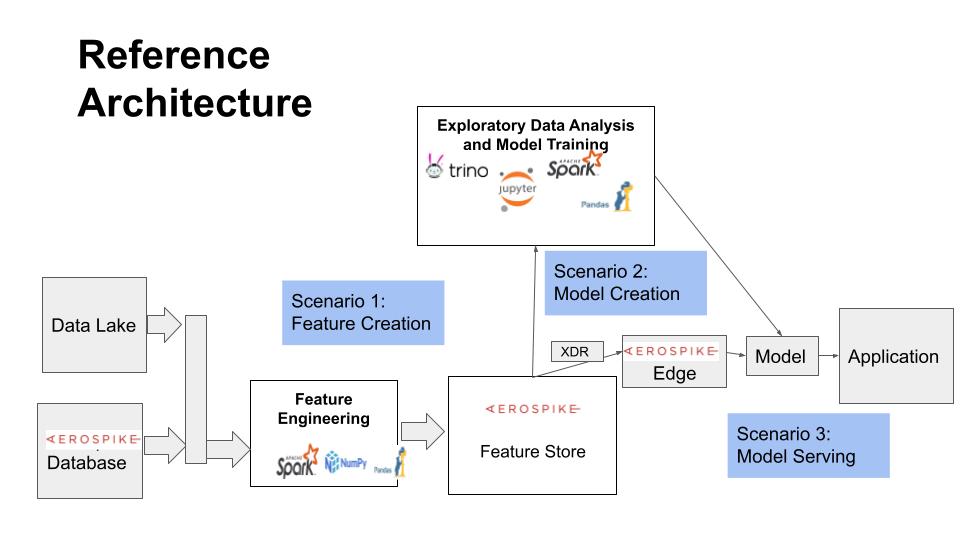 Reference
Architecture
Exploratory Data Analysis
and Model Training
trino
jupyter
APACHE
Spark
Pandas
Scenario 1:
Feature Creation
Scenario 2:
Model Creation
Data Lake
AEROSPIKE
Database
Feature
Engineering
APACHE
Spark
NumPy
Pandas
AEROSPIKE
Feature Store
XDR
AEROSPIKE
Edge
Model
Application
Scenario 3:
Model Serving